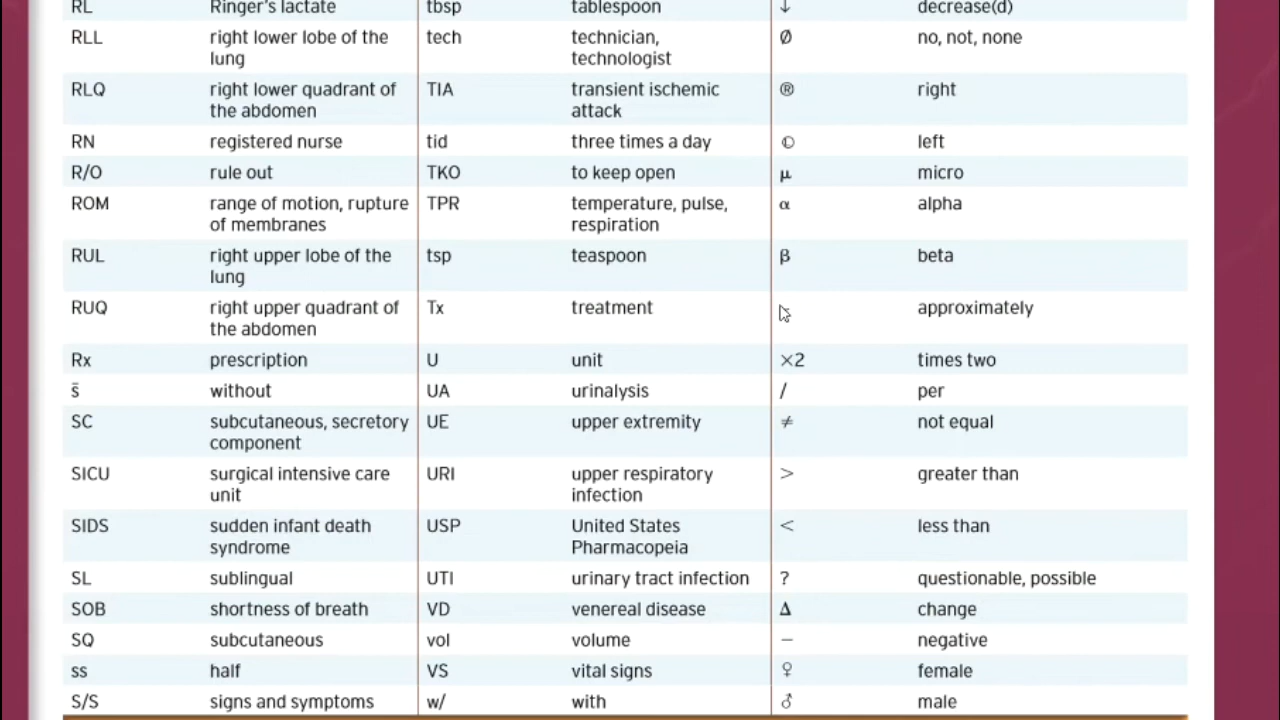 RL Ringer's lactate tbsp tablespoon ↓ decrease(d)
RLL right lower lobe of the tech technician, Ø no, not, none
lung technologist
RLQ right lower quadrant of TIA transient ischemic ® right
the abdomen attack
RN registered nurse tid three times a day left
R/O rule out TKO to keep open μ micro
ROM range of motion, rupture TPR temperature, pulse, α alpha
of membranes respiration
RUL right upper lobe of the tsp teaspoon β beta
lung
RUQ right upper quadrant of Tx treatment approximately
the abdomen
Rx prescription U unit ×2 times two
s̄ without UA urinalysis / per
SC subcutaneous, secretory UE upper extremity ≠ not equal
component
SICU surgical intensive care URI upper respiratory > greater than
unit infection
SIDS sudden infant death USP United States < less than
syndrome Pharmacopeia
SL sublingual UTI urinary tract infection ? questionable, possible
SOB shortness of breath VD venereal disease Δ change
SQ subcutaneous vol volume − negative
ss half VS vital signs ♀ female
S/S signs and symptoms w/ with ♂ male